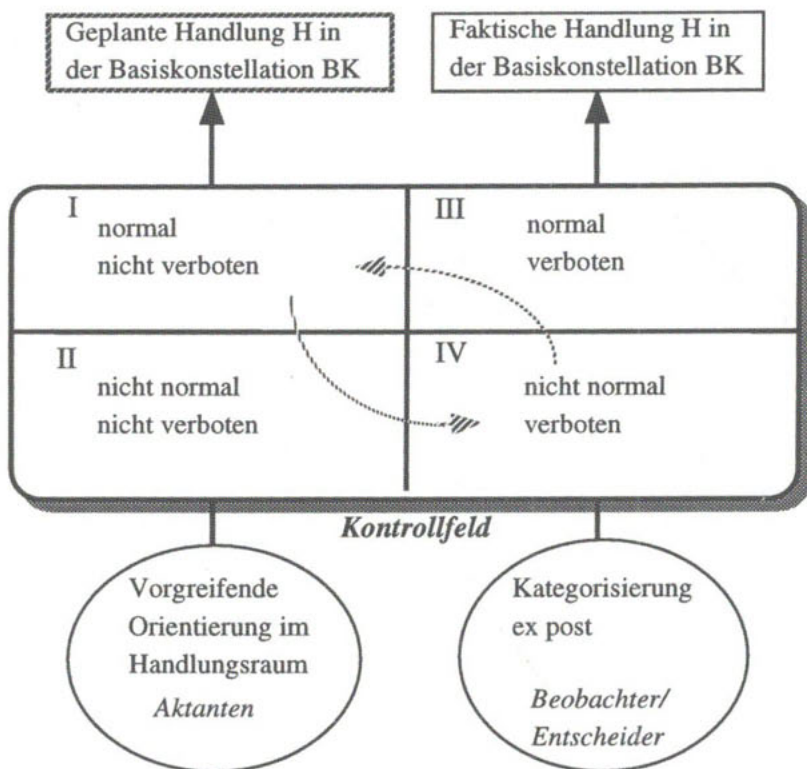 Geplante Handlung H in
der Basiskonstellation BK
Faktische Handlung H in
der Basiskonstellation BK
I
normal
nicht verboten
III
normal
verboten
II
nicht normal
nicht verboten
IV
nicht normal
verboten
Kontrollfeld
Vorgreifende
Orientierung im
Handlungsraum
Aktanten
Kategorisierung
ex post
Beobachter/
Entscheider